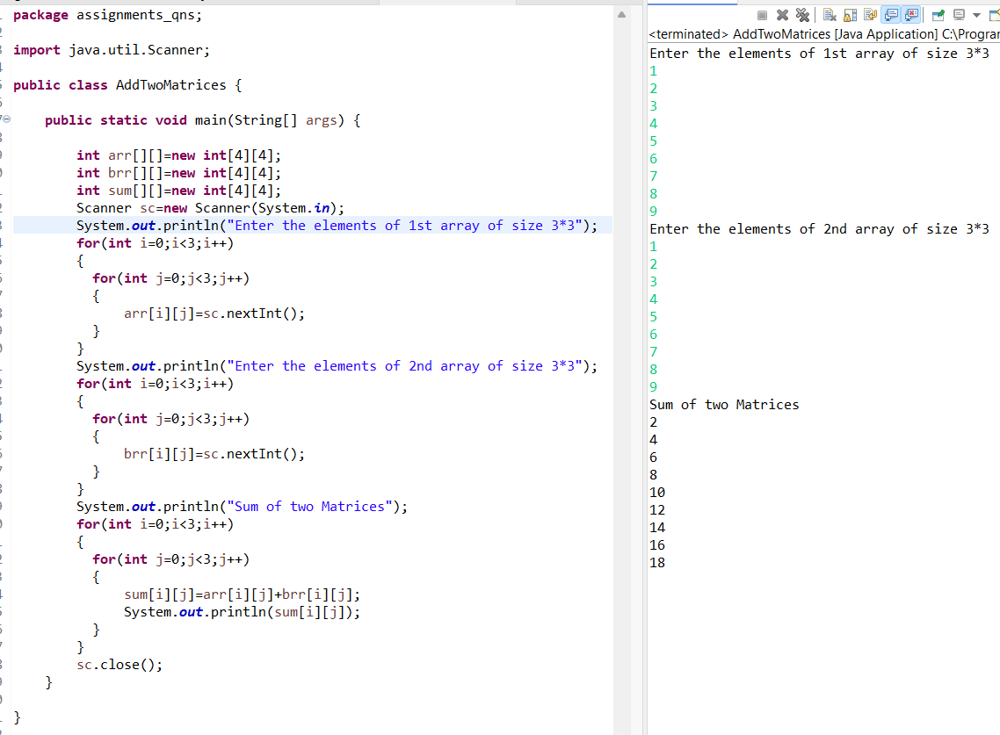 package assignments_qns;
import java.util.Scanner;
public class AddTwoMatrices {
public static void main(String[] args) {
int arr[][]=new int[4][4];
int brr[][]=new int[4][4];
int sum[][]=new int[4][4];
Scanner sc=new Scanner(System.in);
System.out.println("Enter the elements of 1st array of size 3*3");
for(int i=0;i<3;i++)
{
for(int j=0;j<3;j++)
{
arr[i][j]=sc.nextInt();
}
}
System.out.println("Enter the elements of 2nd array of size 3*3");
for(int i=0;i<3;i++)
{
for(int j=0;j<3;j++)
{
brr[i][j]=sc.nextInt();
}
}
System.out.println("Sum of two Matrices");
for(int i=0;i<3;i++)
{
for(int j=0;j<3;j++)
{
sum[i][j]=arr[i][j]+brr[i][j];
System.out.println(sum[i][j]);
}
}
sc.close();
}
}
<terminated> AddTwoMatrices [Java Application] C:\Progra
Enter the elements of 1st array of size 3*3
1
2
3
4
5
6
7
8
9
Enter the elements of 2nd array of size 3*3
1
2
3
4
5
6
7
8
9
Sum of two Matrices
2
4
6
8
10
12
14
16
18